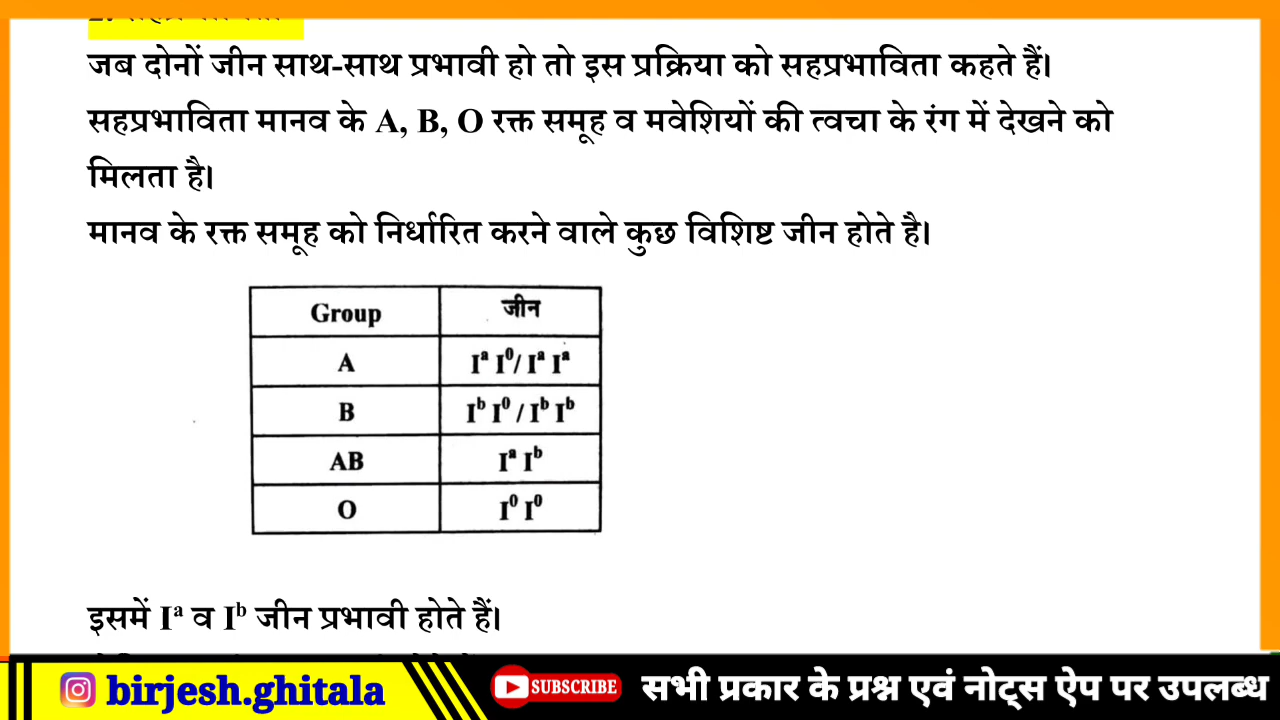 जब दोनों जीन साथ-साथ प्रभावी हो तो इस प्रक्रिया को सहप्रभाविता कहते हैं।
सहप्रभाविता मानव के A, B, O रक्त समूह व मवेशियों की त्वचा के रंग में देखने को
मिलता है।
मानव के रक्त समूह को निर्धारित करने वाले कुछ विशिष्ट जीन होते है।
Group जीन
A Iᵃ I⁰/ Iᵃ Iᵃ
B Iᵇ I⁰ / Iᵇ Iᵇ
AB Iᵃ Iᵇ
O I⁰ I⁰
इसमें Iᵃ व Iᵇ जीन प्रभावी होते हैं।
birjesh.ghitala SUBSCRIBE सभी प्रकार के प्रश्न एवं नोट्स ऐप पर उपलब्ध